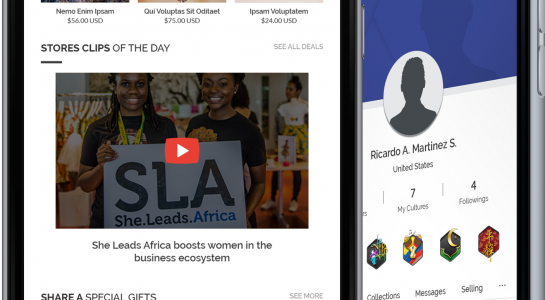 Nemo Enim Ipsam
$56.00 USD
Qui Voluptas Sit Oditaet
$75.00 USD
Ipsam Voluptatem
$24.00 USD
STORES CLIPS OF THE DAY
SEE ALL DEALS
SLA
She.Leads.Africa
She Leads Africa boosts women in the
business ecosystem
SHARE A SPECIAL GIFTS
SEE MORE
Ricardo A. Martinez S.
United States
7
My Cultures
4
Followings
Collections
Messages
Selling
...